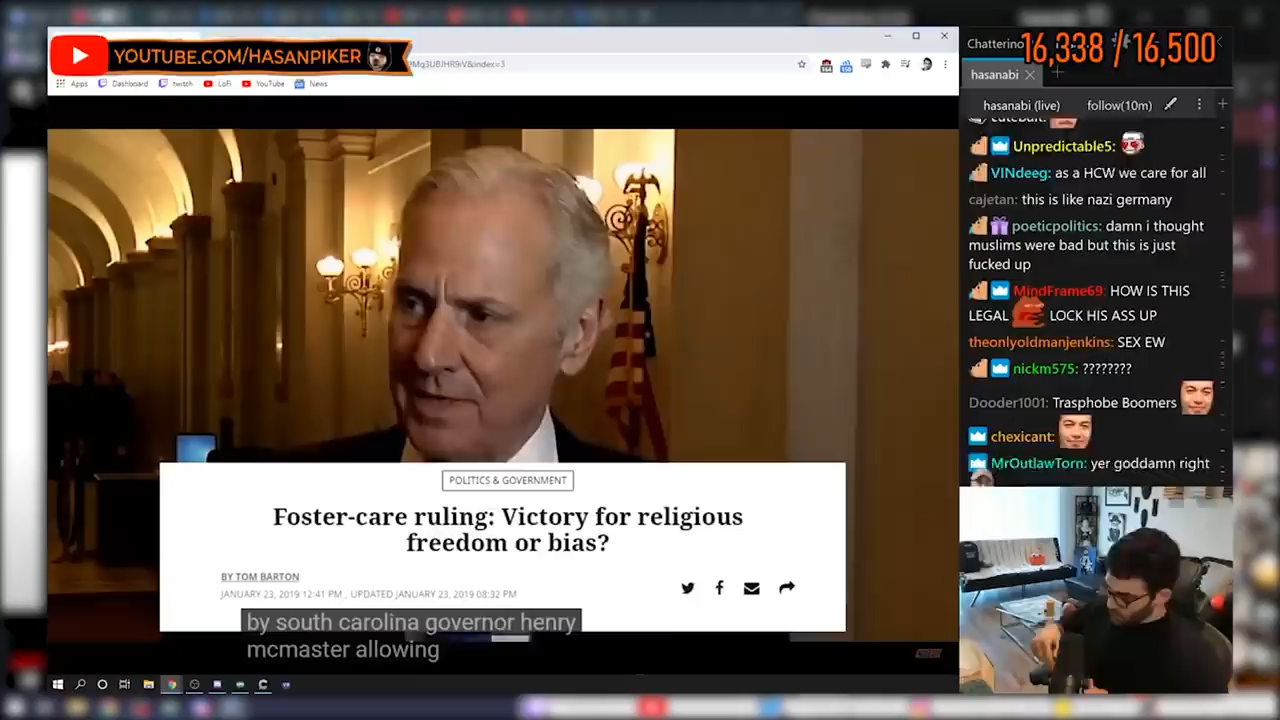 YOUTUBE.COM/HASANPIKER
Chatterino
16,338 / 16,500
hasanabi
Apps
Dashboard
twitch
LoFi
YouTube
News
hasanabi (live)
follow(10m)
Unpredictable5:
VINdeeg: as a HCW we care for all
cajetan: this is like nazi germany
poeticpolitics: damn i thought
muslims were bad but this is just
fucked up
MindFrame69: HOW IS THIS
LEGAL LOCK HIS ASS UP
theonlyoldmanjenkins: SEX EW
nickm575: ????????
Dooder1001: Trasphobe Boomers
chexicant:
MrOutlawTorn: yer goddamn right
POLITICS & GOVERNMENT
Foster-care ruling: Victory for religious
freedom or bias?
BY TOM BARTON
JANUARY 23, 2019 12:41 PM , UPDATED JANUARY 23, 2019 08:32 PM
by south carolina governor henry
mcmaster allowing